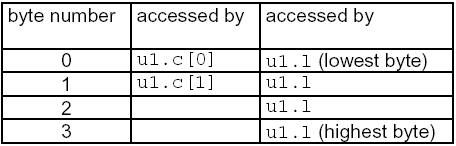 byte number accessed by accessed by
0 u1.c[0] u1.l (lowest byte)
1 u1.c[1] u1.l
2 u1.l
3 u1.l (highest byte)